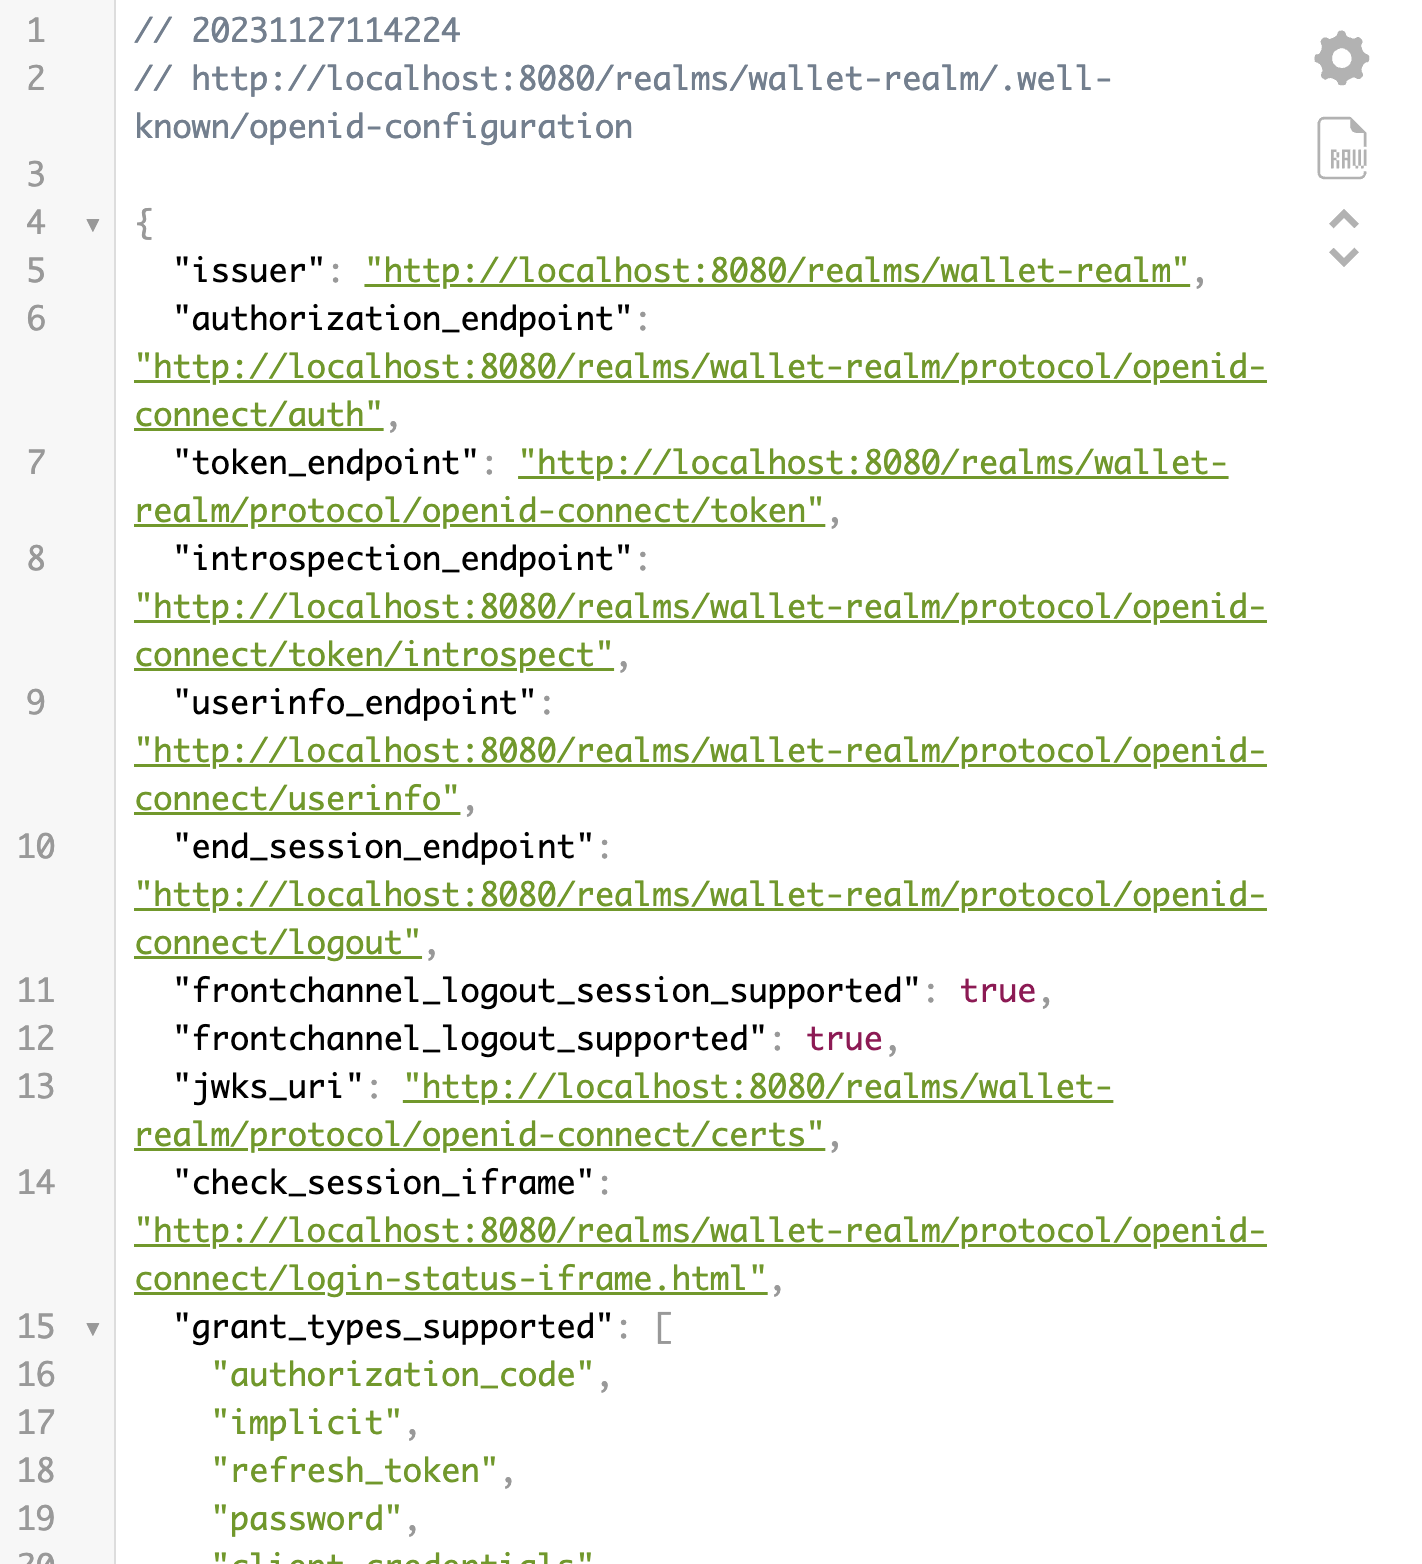 1 // 20231127114224
2 // http://localhost:8080/realms/wallet-realm/.well-
known/openid-configuration
3
4 ▼ {
5 "issuer": "http://localhost:8080/realms/wallet-realm",
6 "authorization_endpoint":
"http://localhost:8080/realms/wallet-realm/protocol/openid-
connect/auth",
7 "token_endpoint": "http://localhost:8080/realms/wallet-
realm/protocol/openid-connect/token",
8 "introspection_endpoint":
"http://localhost:8080/realms/wallet-realm/protocol/openid-
connect/token/introspect",
9 "userinfo_endpoint":
"http://localhost:8080/realms/wallet-realm/protocol/openid-
connect/userinfo",
10 "end_session_endpoint":
"http://localhost:8080/realms/wallet-realm/protocol/openid-
connect/logout",
11 "frontchannel_logout_session_supported": true,
12 "frontchannel_logout_supported": true,
13 "jwks_uri": "http://localhost:8080/realms/wallet-
realm/protocol/openid-connect/certs",
14 "check_session_iframe":
"http://localhost:8080/realms/wallet-realm/protocol/openid-
connect/login-status-iframe.html",
15 ▼ "grant_types_supported": [
16 "authorization_code",
17 "implicit",
18 "refresh_token",
19 "password",
20 "client_credentials"
RAW